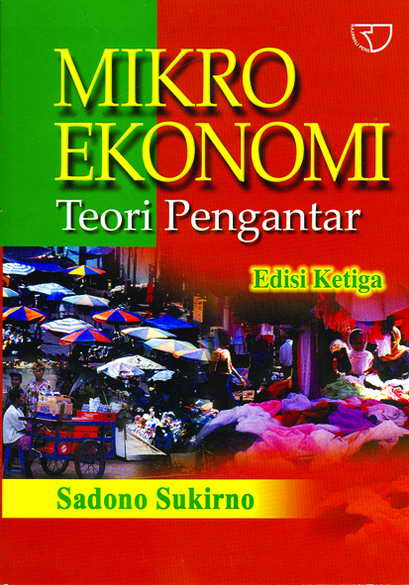 MIKRO
EKONOMI
Teori Pengantar
Edisi Ketiga
Sadono Sukirno